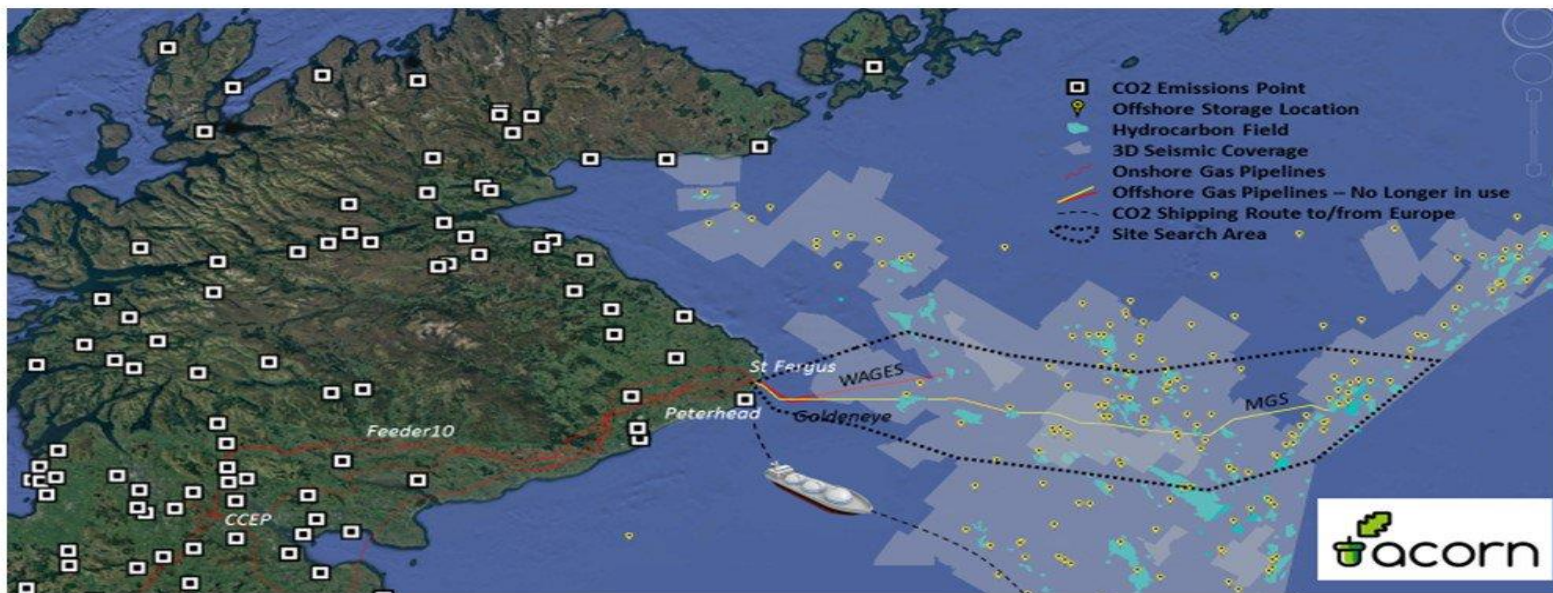 CO2 Emissions Point
Offshore Storage Location
Hydrocarbon Field
3D Seismic Coverage
Onshore Gas Pipelines
Offshore Gas Pipelines – No Longer in use
CO2 Shipping Route to/from Europe
Site Search Area
St Fergus
WAGES
Peterhead
Goldeneye
MGS
Feeder10
CCEP
acorn